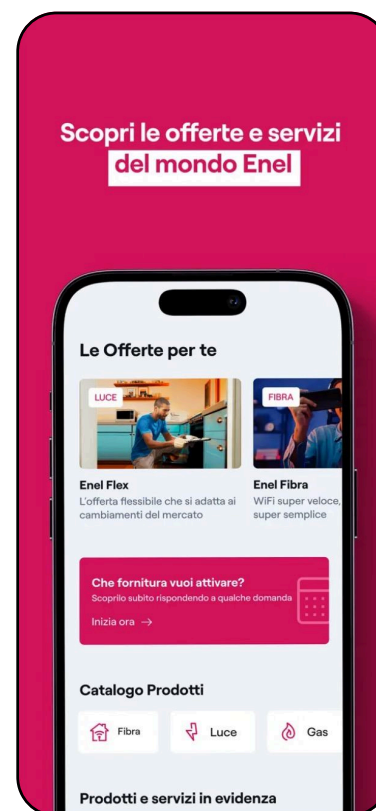 Scopri le offerte e servizi
del mondo Enel
Le Offerte per te
LUCE
FIBRA
Enel Flex
L'offerta flessibile che si adatta ai
cambiamenti del mercato
Enel Fibra
WiFi super veloce,
super semplice
Che fornitura vuoi attivare?
Scoprilo subito rispondendo a qualche domanda
Inizia ora →
Catalogo Prodotti
Fibra
Luce
Gas
Prodotti e servizi in evidenza